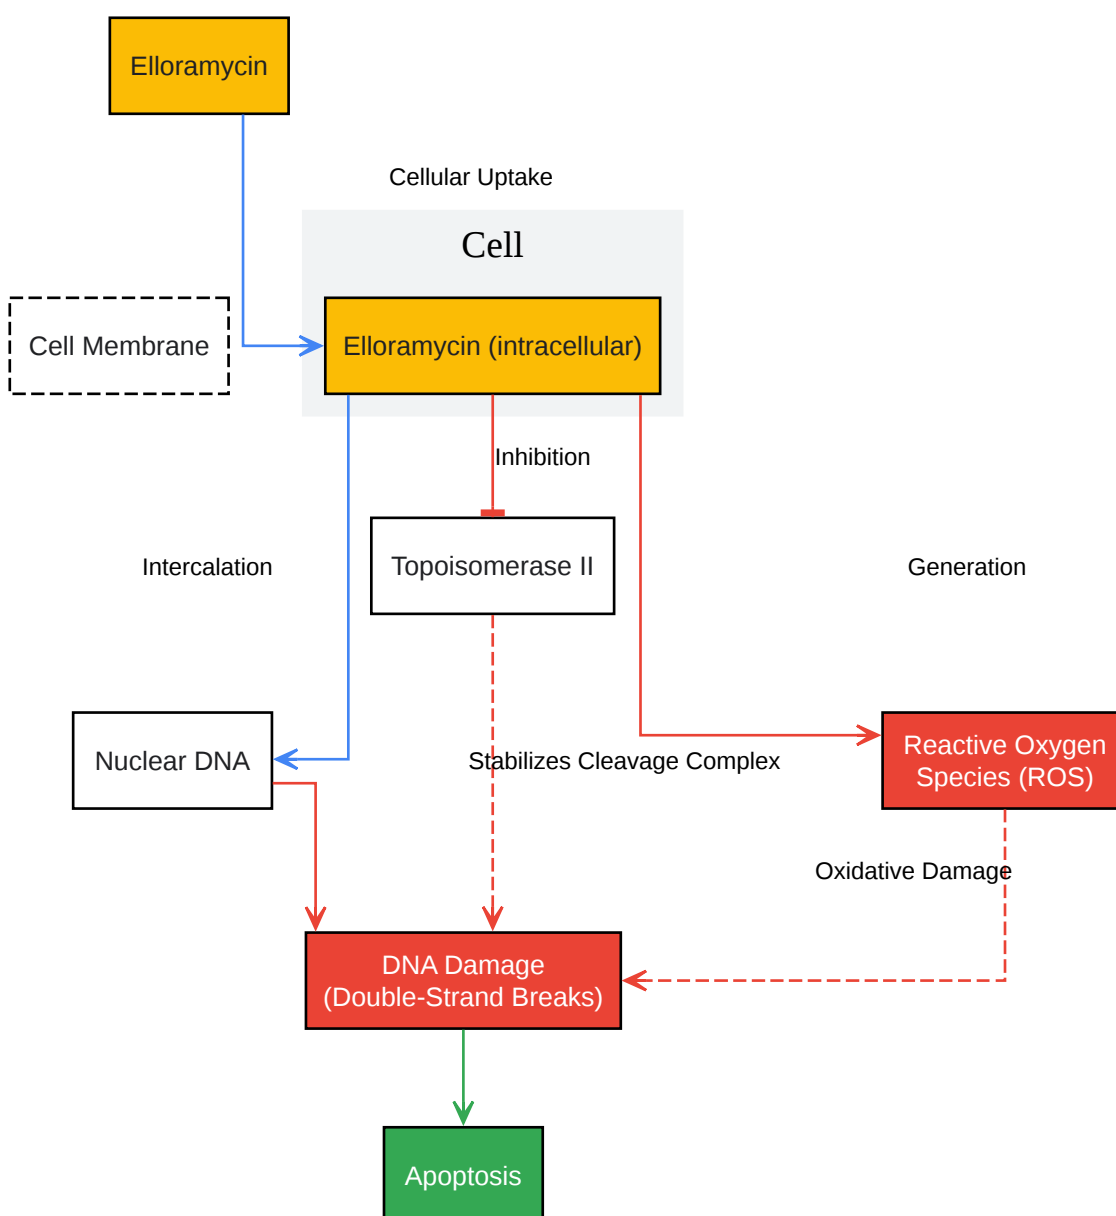 Elloramycin
Cellular Uptake
Cell
Cell Membrane
Elloramycin (intracellular)
Inhibition
Intercalation
Topoisomerase II
Generation
Nuclear DNA
Stabilizes Cleavage Complex
Reactive Oxygen
Species (ROS)
Oxidative Damage
DNA Damage
(Double-Strand Breaks)
Apoptosis